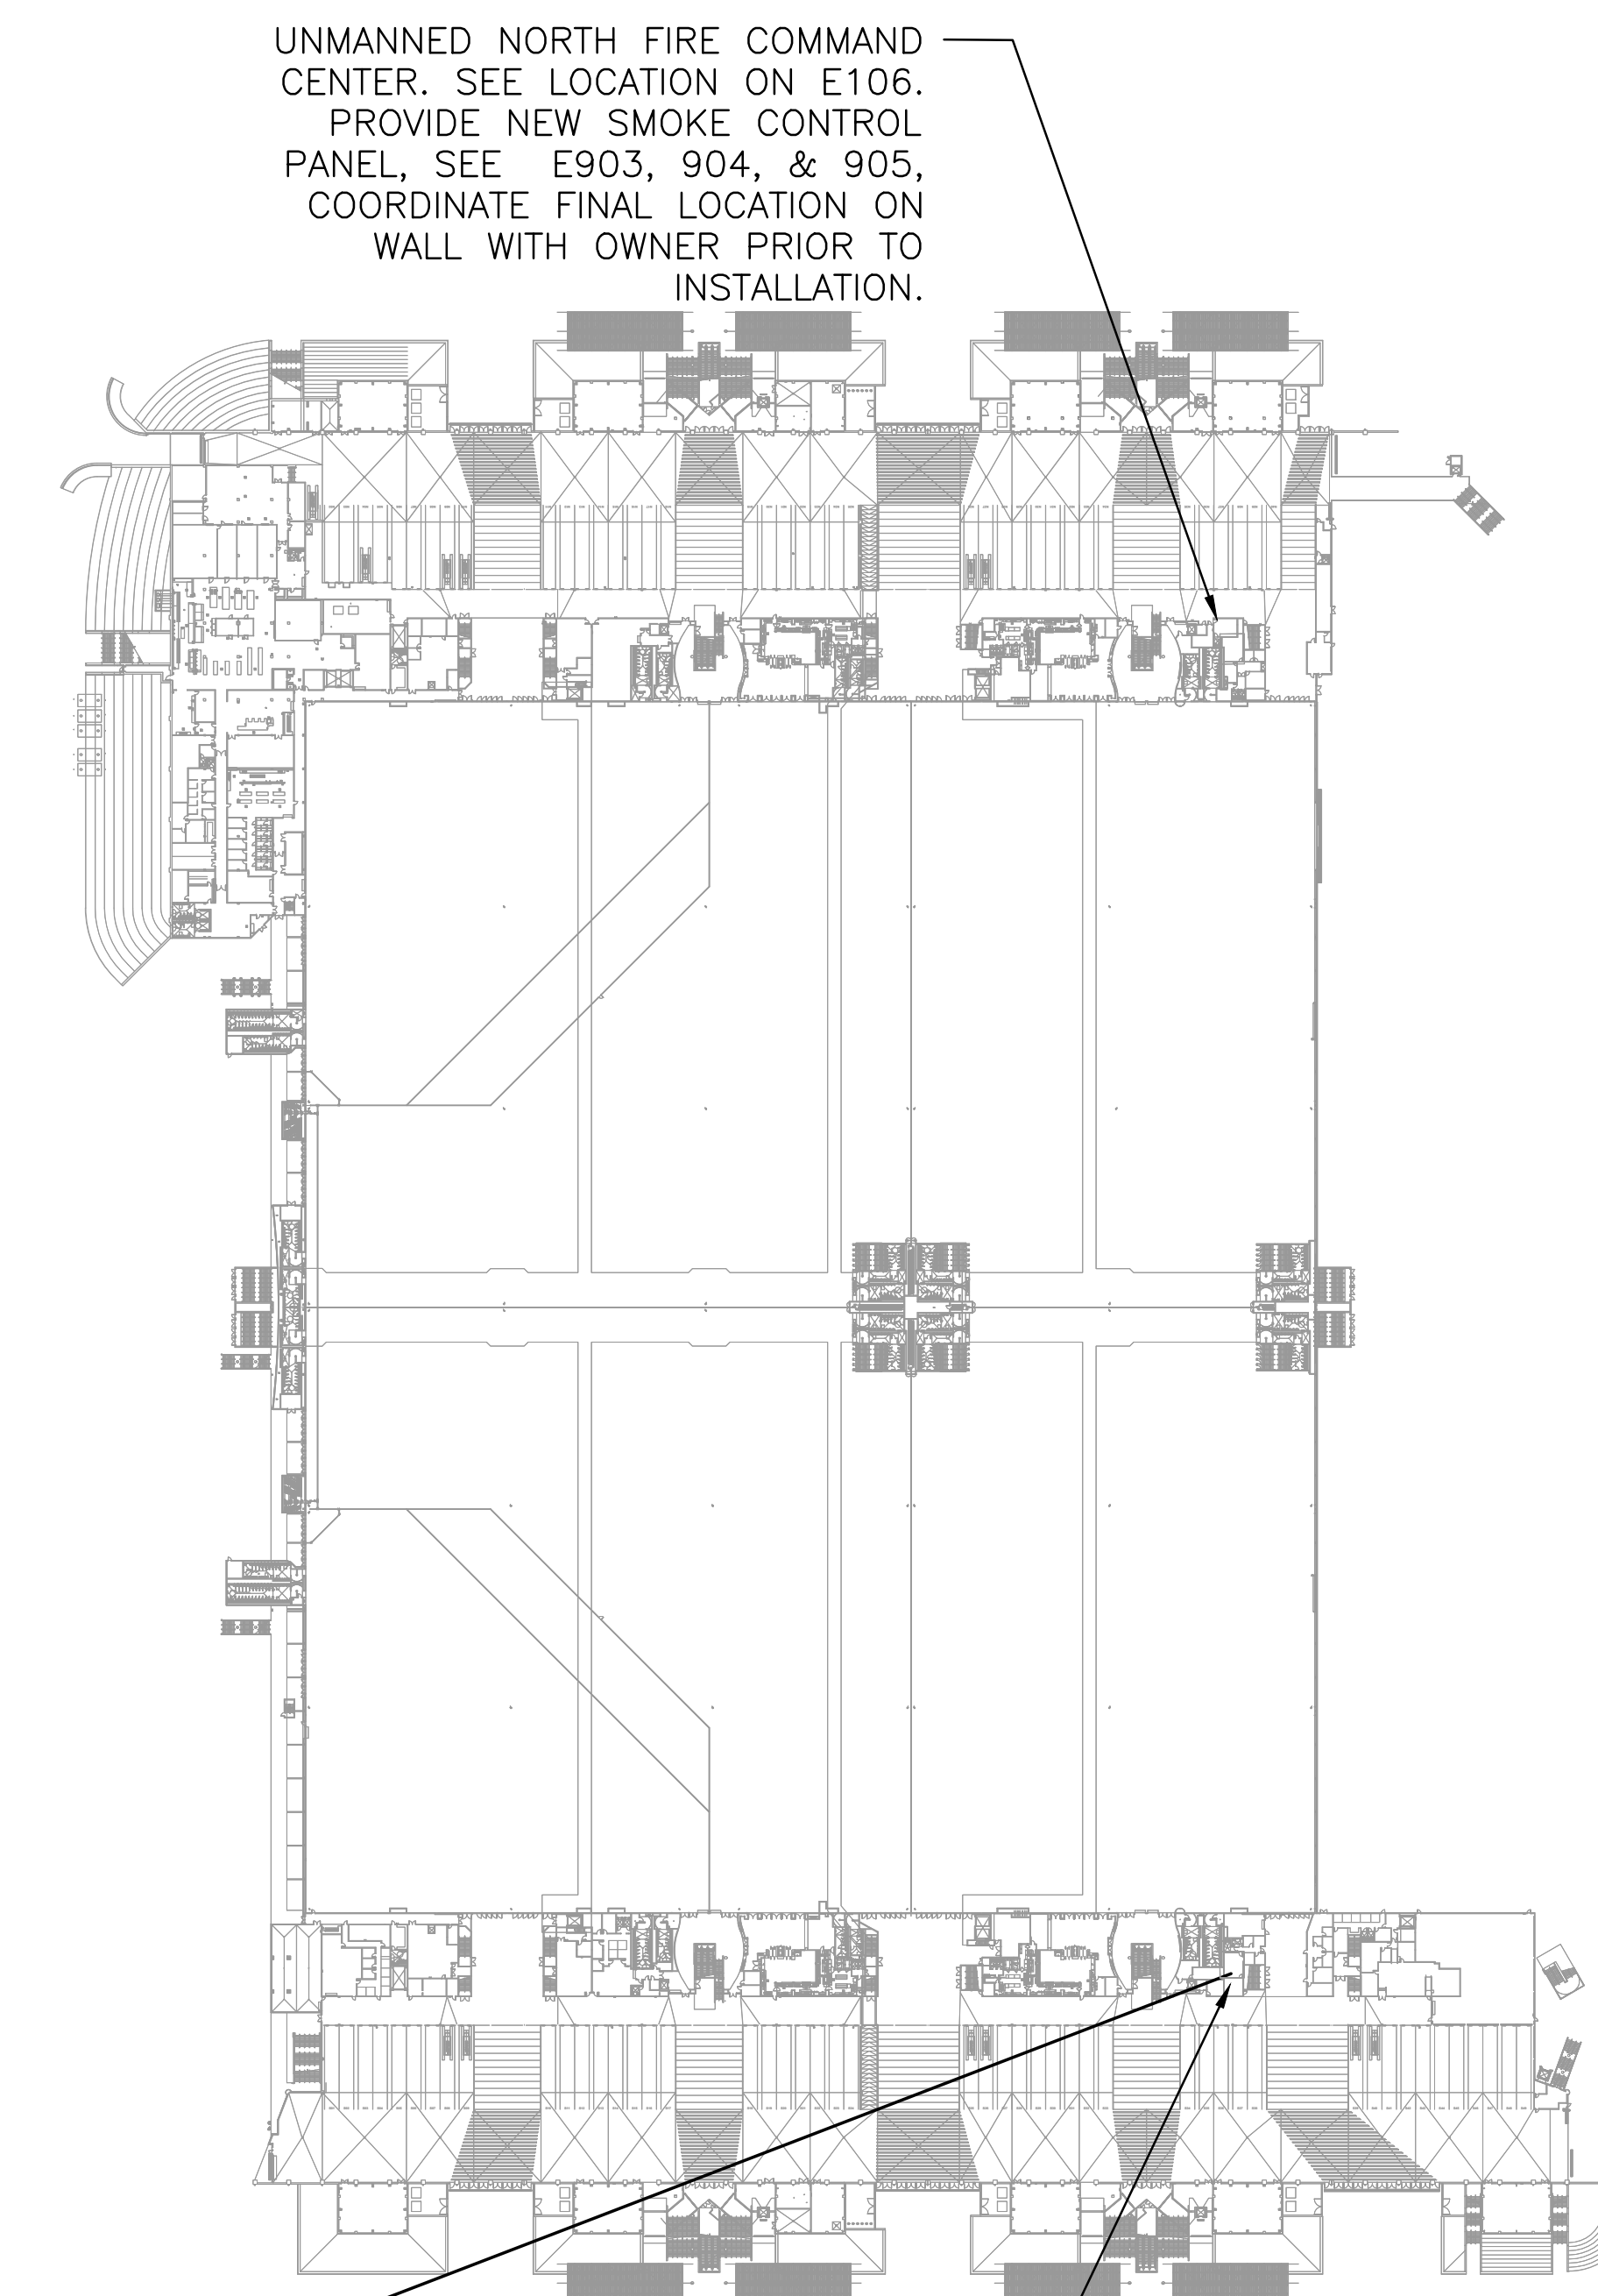 UNMANNED NORTH FIRE COMMAND
CENTER. SEE LOCATION ON E106.
PROVIDE NEW SMOKE CONTROL
PANEL, SEE E903, 904, & 905,
COORDINATE FINAL LOCATION ON
WALL WITH OWNER PRIOR TO
INSTALLATION.